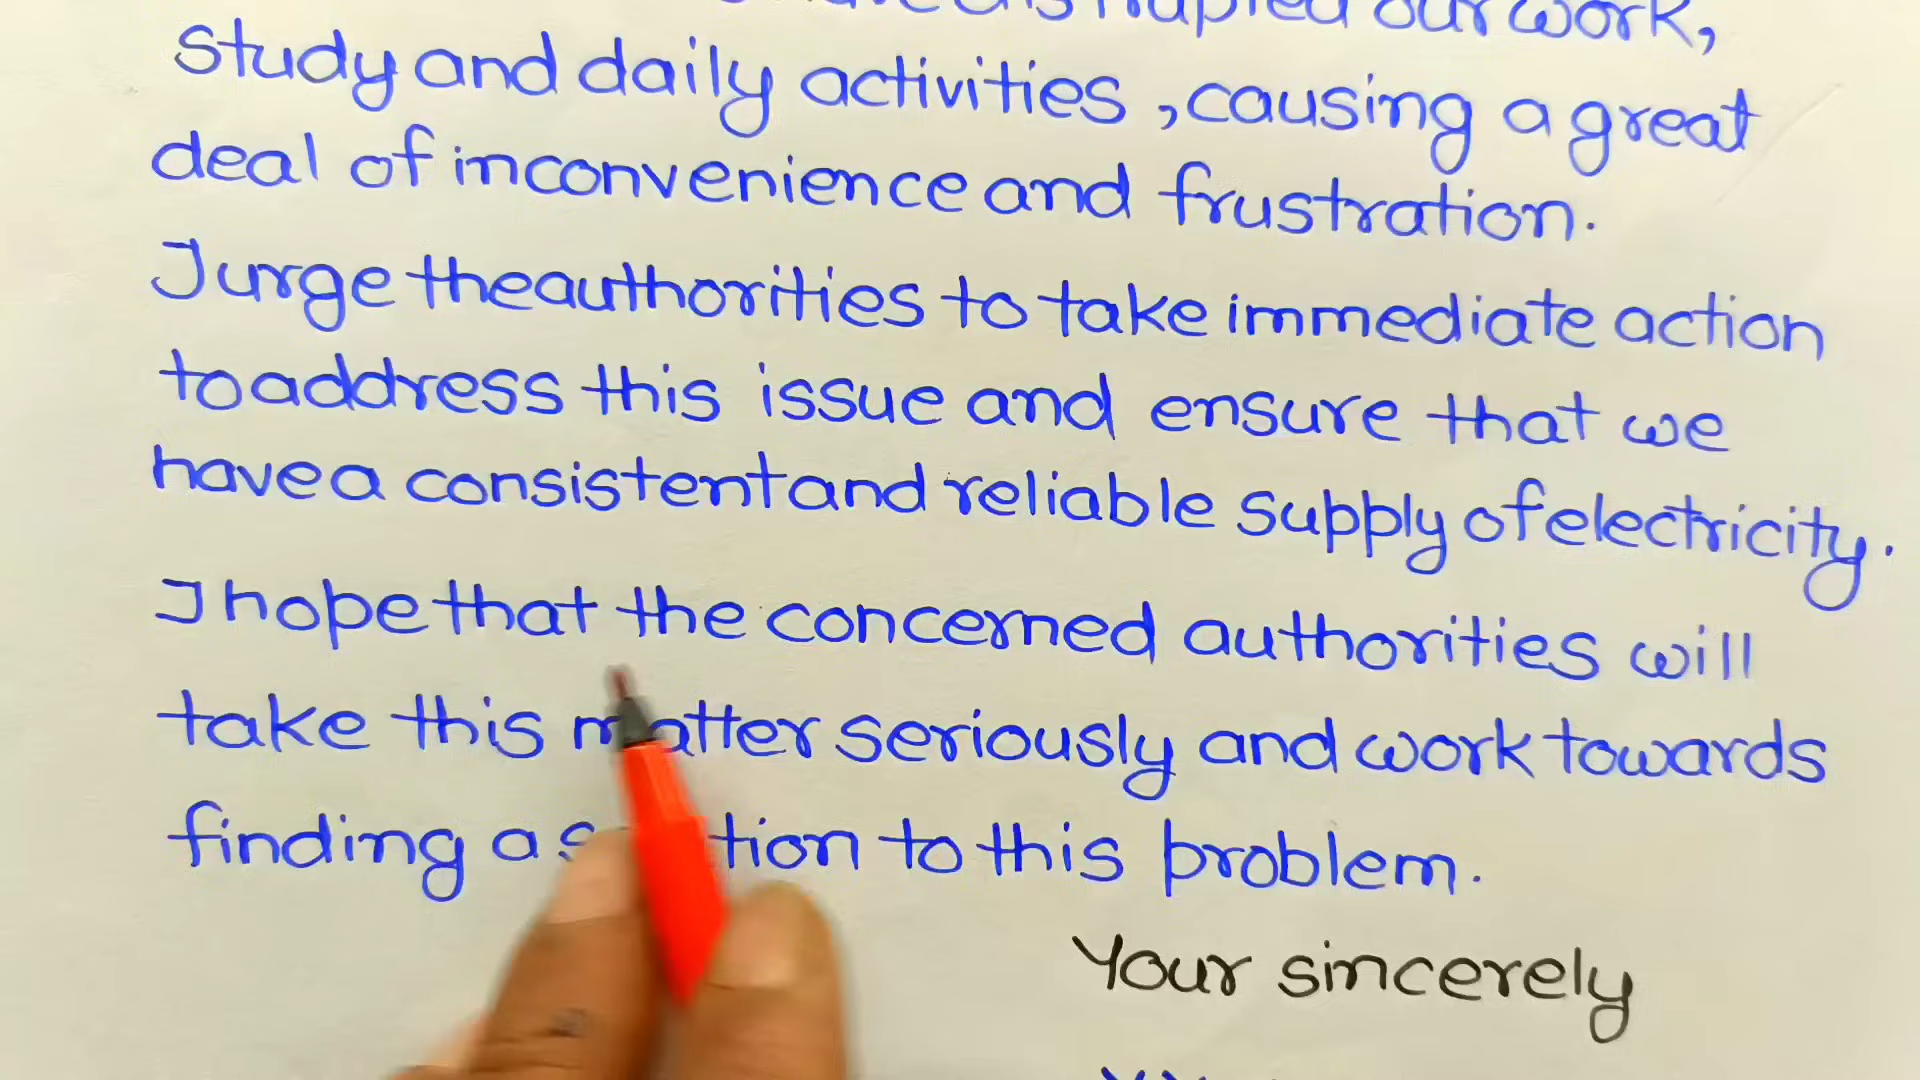 our work,
study and daily activities, causing a great
deal of inconvenience and frustration.
I urge the authorities to take immediate action
to address this issue and ensure that we
have a consistent and reliable supply of electricity.
I hope that the concerned authorities will
take this matter seriously and work towards
finding a to this problem.
Your sincerely